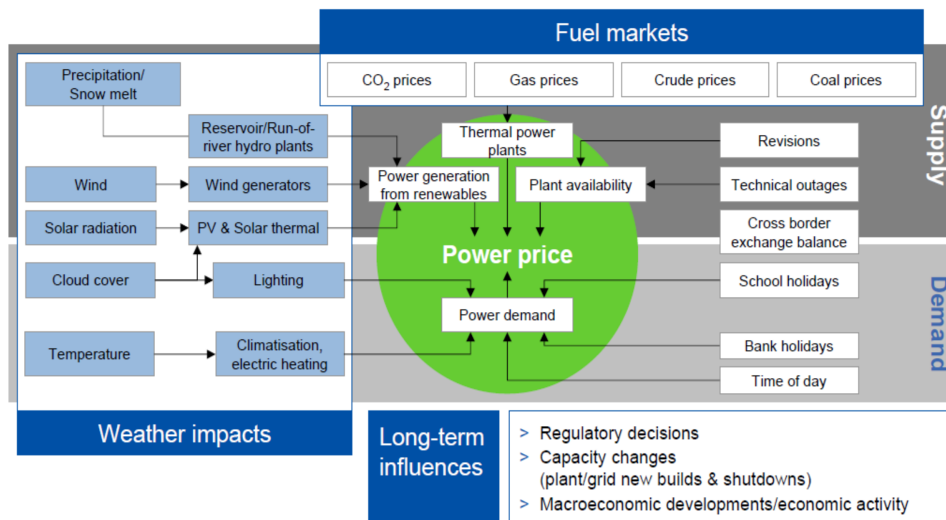 Fuel markets
CO₂ prices
Gas prices
Crude prices
Coal prices
Precipitation/
Snow melt
Reservoir/Run-of-
river hydro plants
Thermal power
plants
Revisions
Supply
Wind
Wind generators
Power generation
from renewables
Plant availability
Technical outages
Solar radiation
PV & Solar thermal
Cross border
exchange balance
Power price
Cloud cover
Lighting
School holidays
Demand
Power demand
Temperature
Climatisation,
electric heating
Bank holidays
Time of day
Weather impacts
Long-term
influences
> Regulatory decisions
> Capacity changes
(plant/grid new builds & shutdowns)
> Macroeconomic developments/economic activity